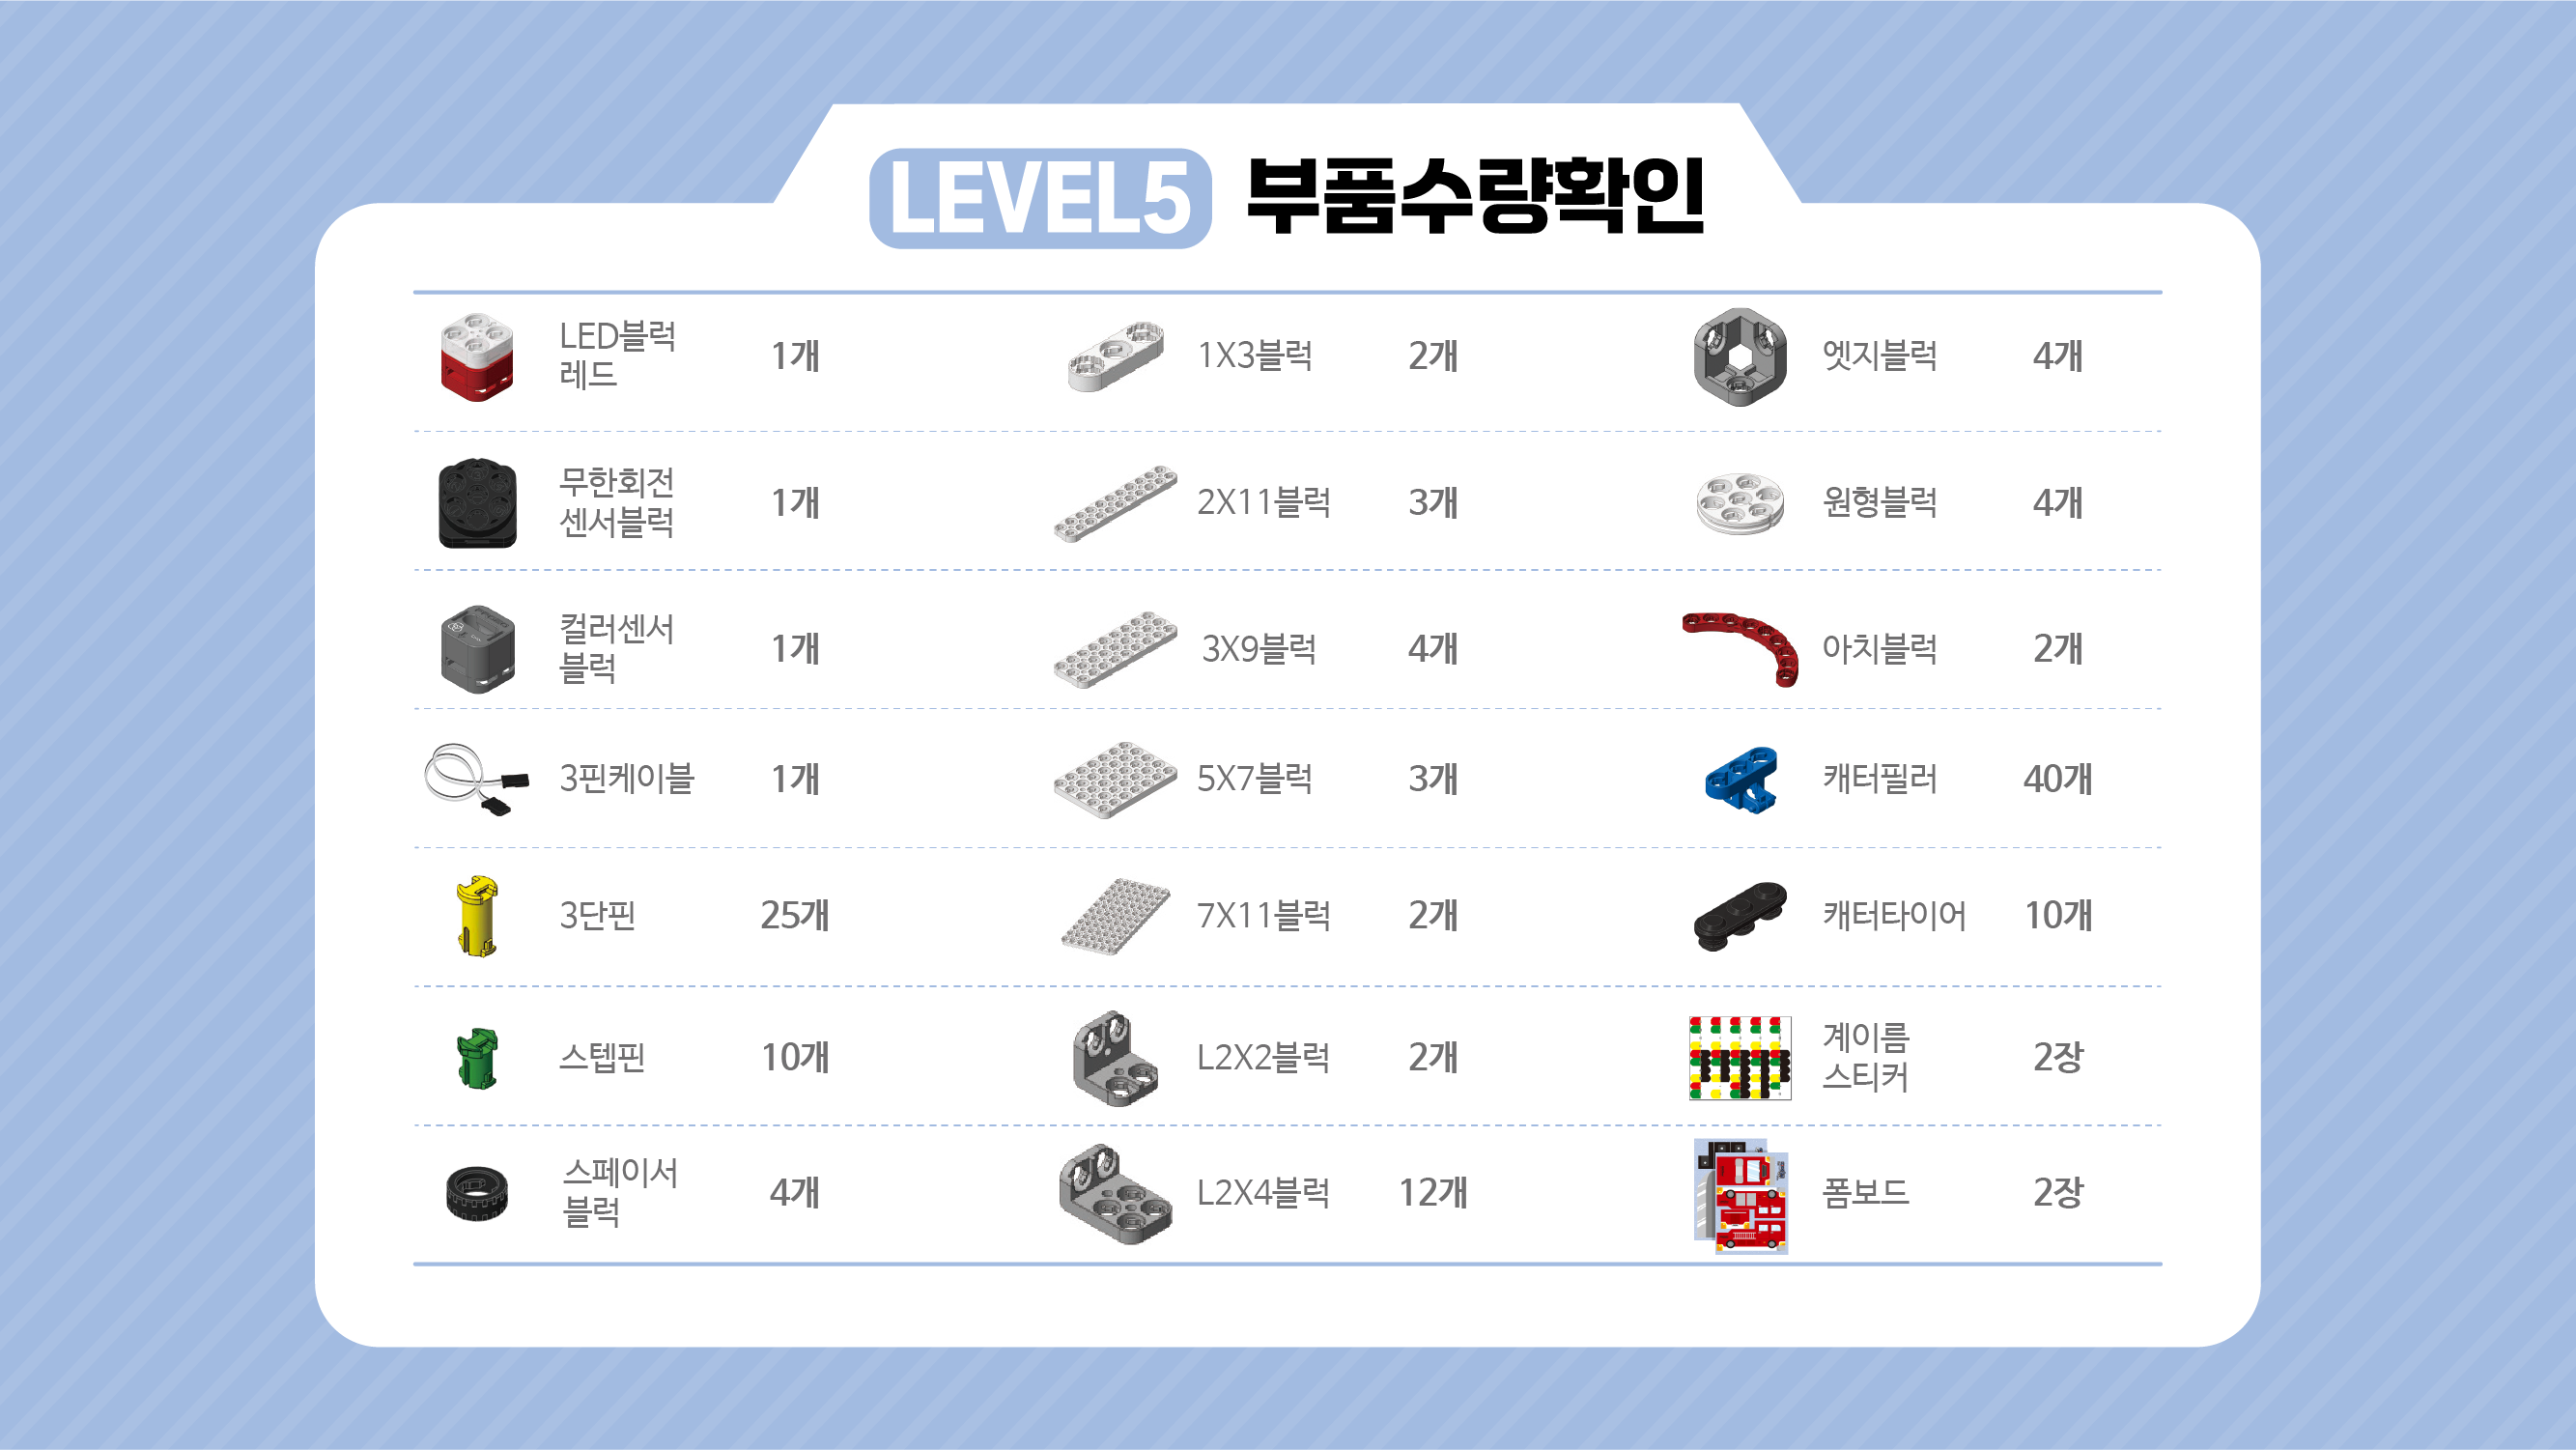 LEVEL5 부품수량확인
LED블럭
레드
1개
1X3블럭
2개
엣지블럭
4개
무한회전
센서블럭
1개
2X11블럭
3개
원형블럭
4개
컬러센서
블럭
1개
3X9블럭
4개
아치블럭
2개
3핀케이블
1개
5X7블럭
3개
캐터필러
40개
3단핀
25개
7X11블럭
2개
캐터타이어
10개
스텝핀
10개
L2X2블럭
2개
계이름
스티커
2장
스페이서
블럭
4개
L2X4블럭
12개
폼보드
2장